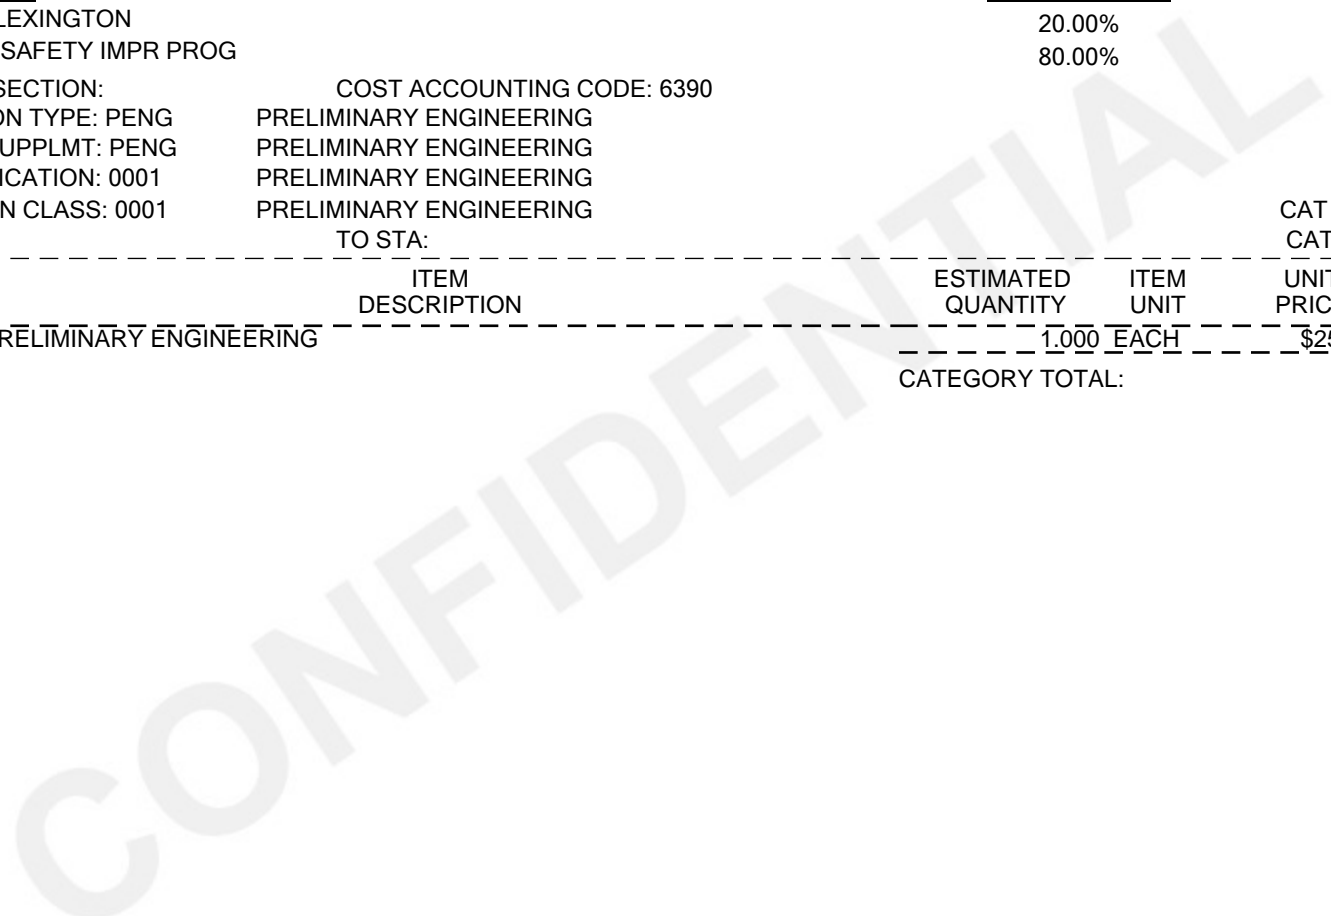 LEXINGTON 20.00%
SAFETY IMPR PROG 80.00%
SECTION: COST ACCOUNTING CODE: 6390
ON TYPE: PENG PRELIMINARY ENGINEERING
UPPLMT: PENG PRELIMINARY ENGINEERING
ICATION: 0001 PRELIMINARY ENGINEERING
N CLASS: 0001 PRELIMINARY ENGINEERING CAT
TO STA: CAT
ITEM ESTIMATED ITEM UNIT
DESCRIPTION QUANTITY UNIT PRIC
RELIMINARY ENGINEERING 1.000 EACH $25
CATEGORY TOTAL:
CONFIDENTIAL